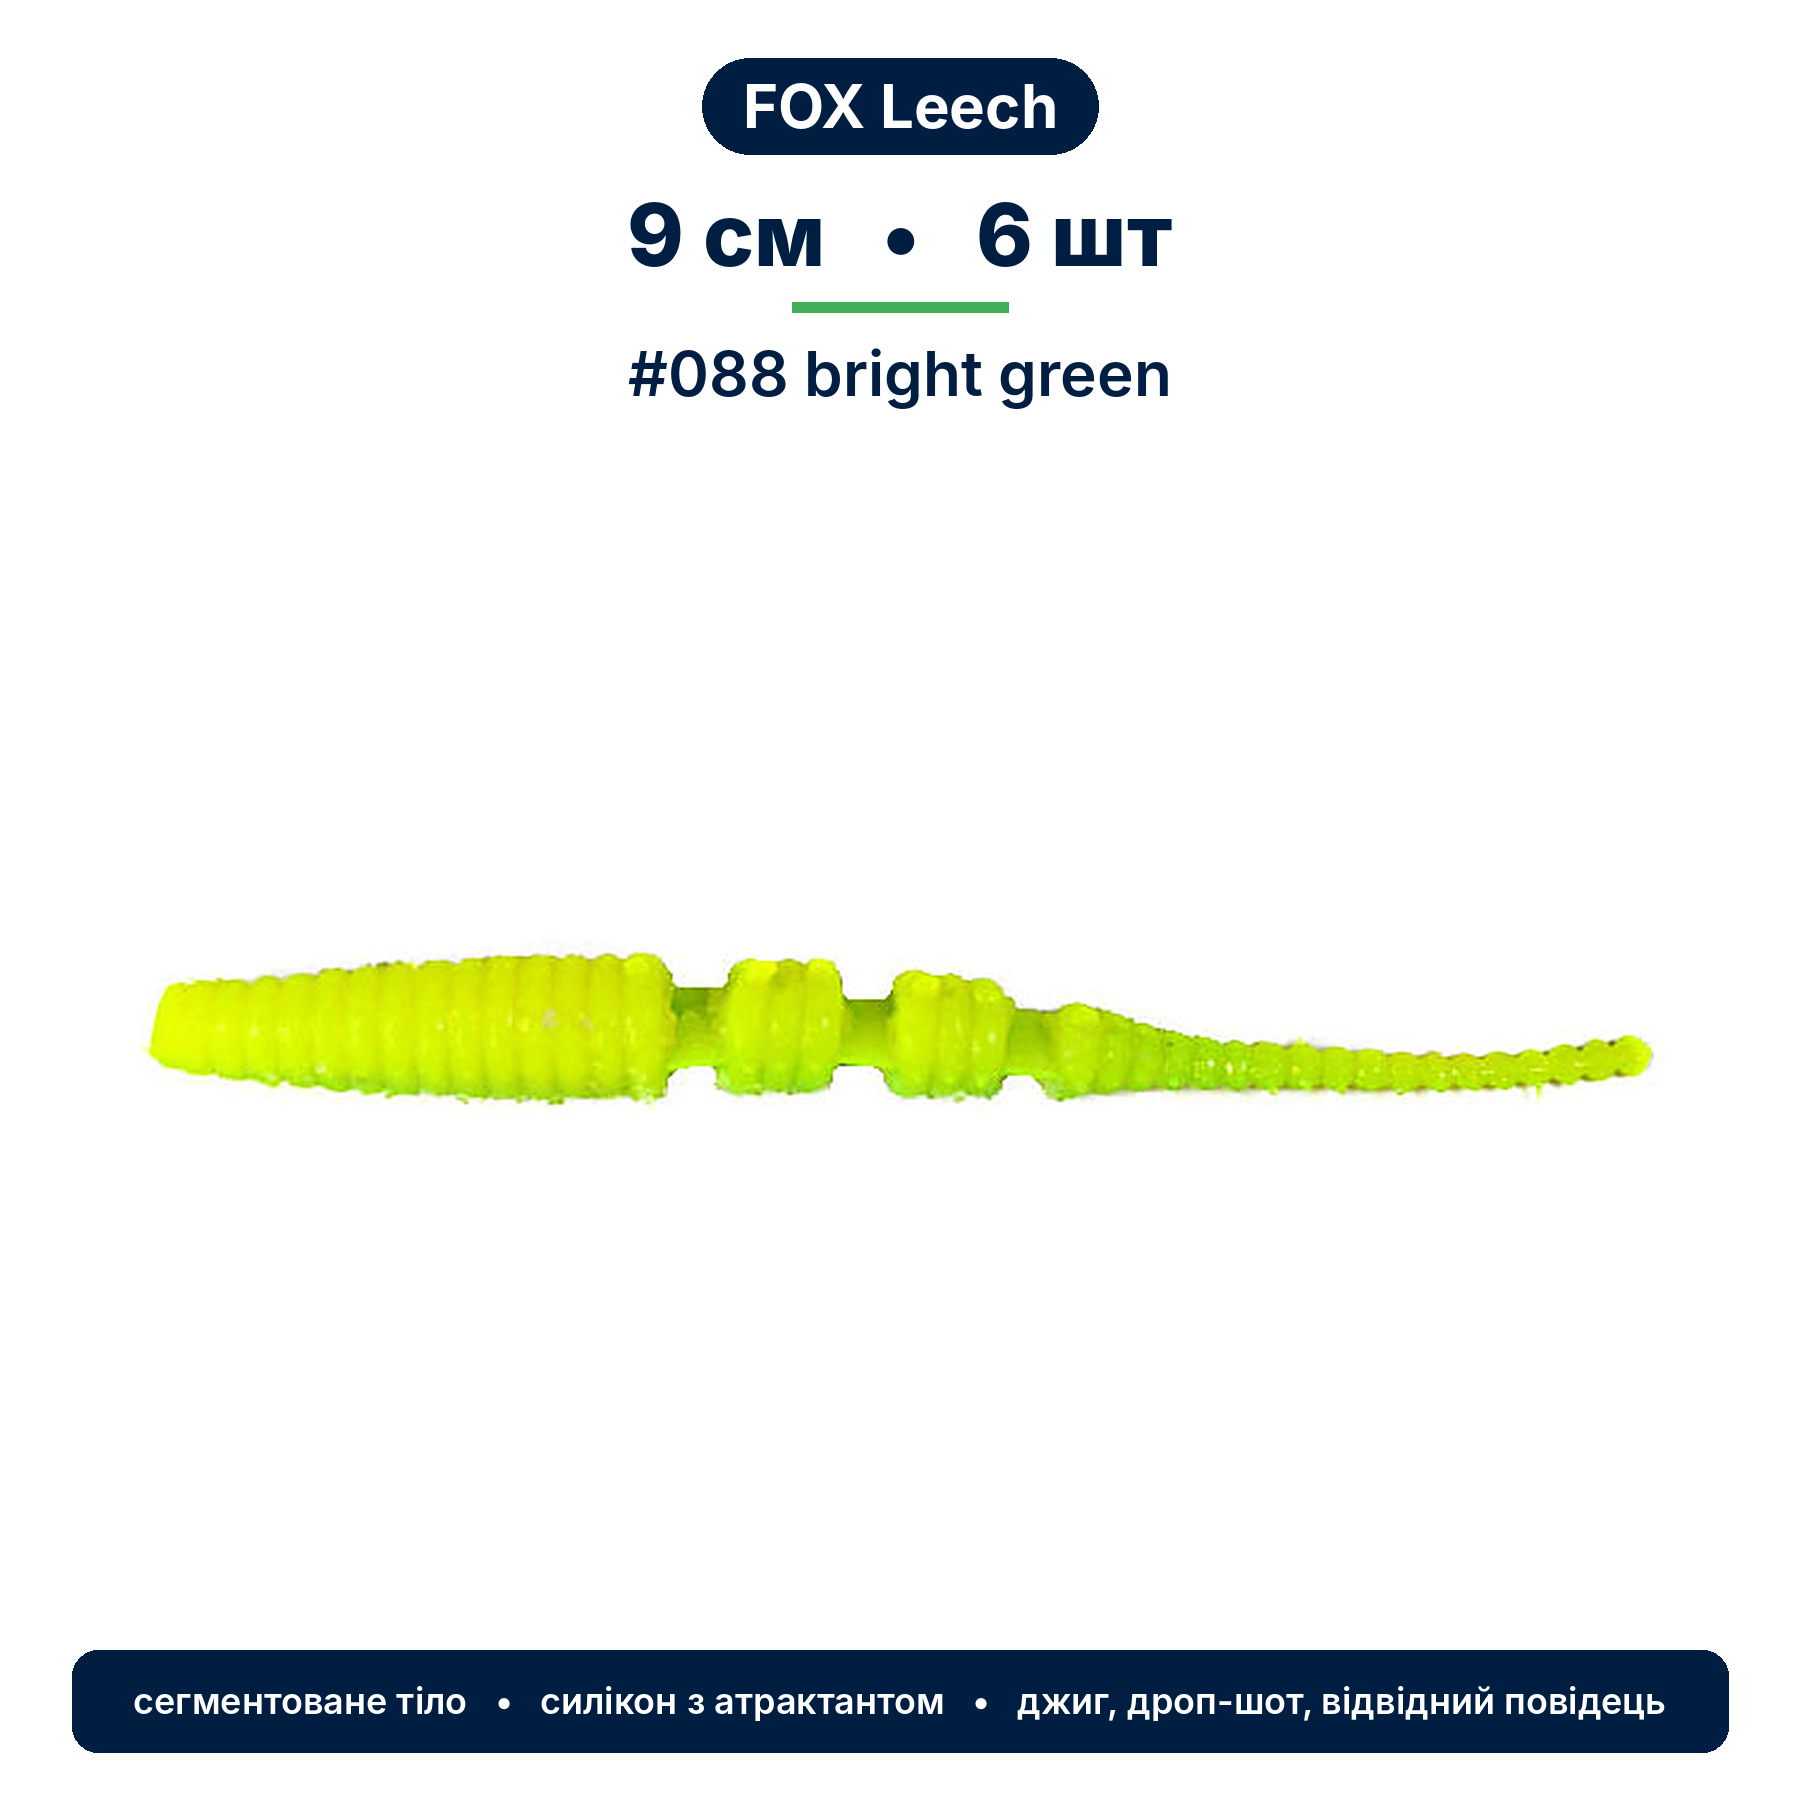 FOX Leech
9 см • 6 шт
#088 bright green
сегментоване тіло • силікон з атрактантом • джиг, дроп-шот, відвідний повідець